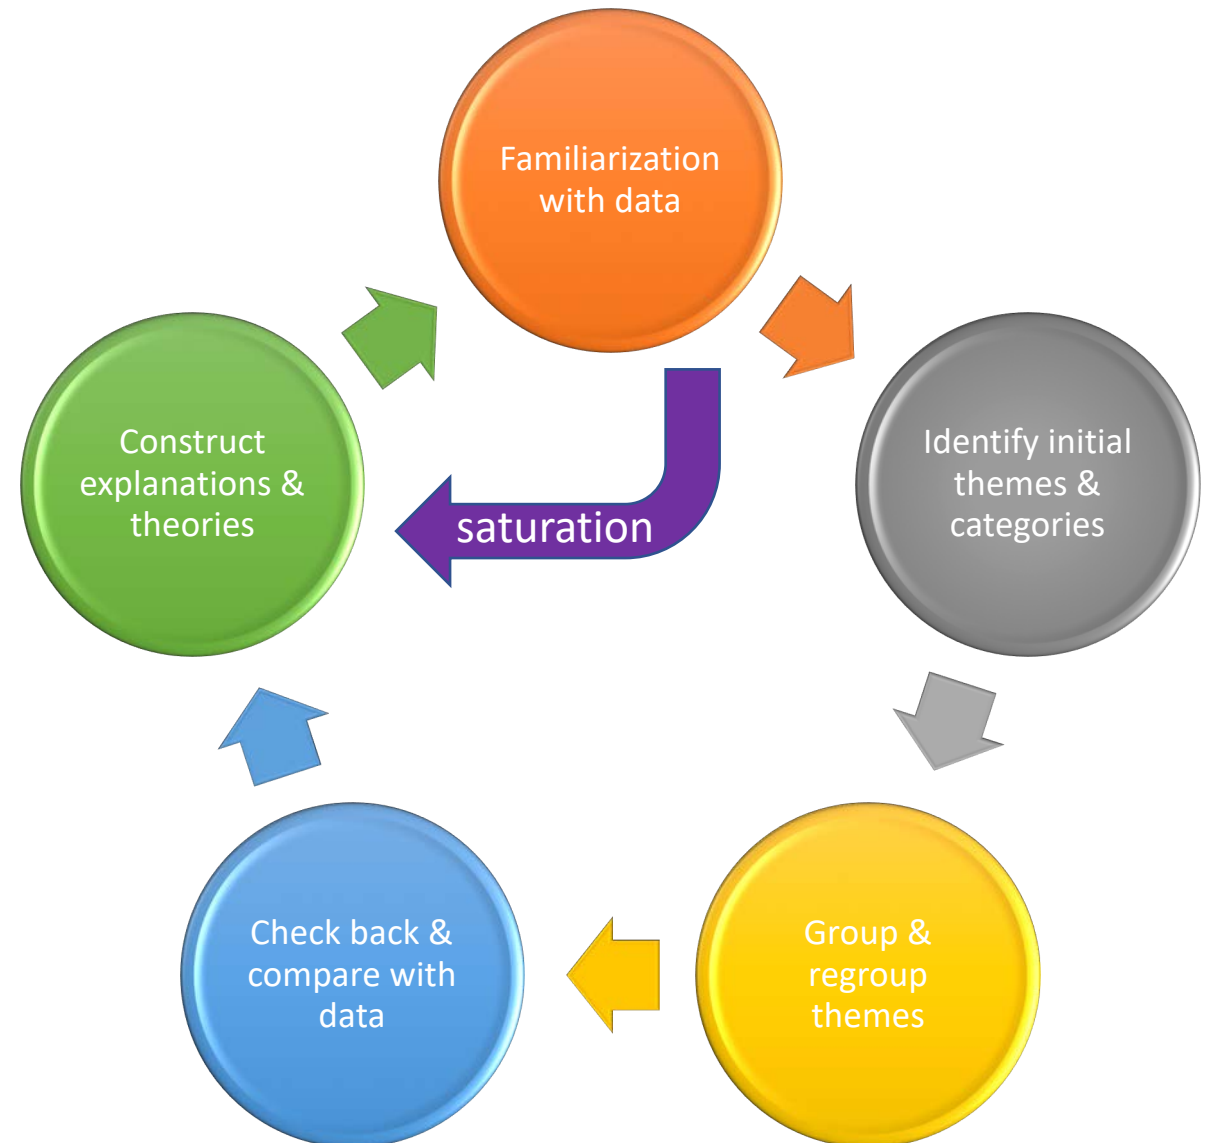 Familiarization
with data
Identify initial
themes &
categories
Group &
regroup
themes
Check back &
compare with
data
Construct
explanations &
theories
saturation